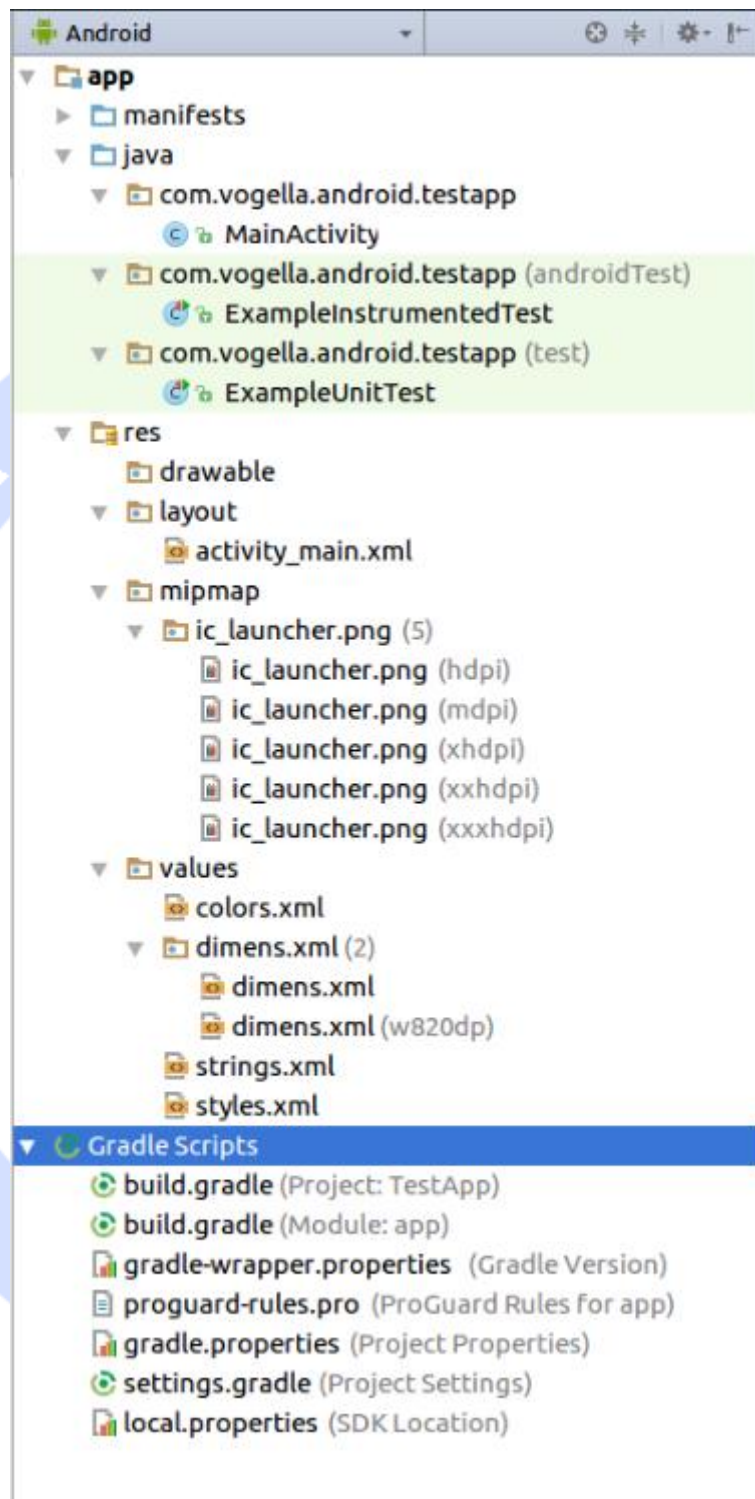 Android
app
manifests
java
com.vogella.android.testapp
MainActivity
com.vogella.android.testapp (androidTest)
ExampleInstrumentedTest
com.vogella.android.testapp (test)
ExampleUnitTest
res
drawable
layout
activity_main.xml
mipmap
ic_launcher.png (5)
ic_launcher.png (hdpi)
ic_launcher.png (mdpi)
ic_launcher.png (xhdpi)
ic_launcher.png (xxhdpi)
ic_launcher.png (xxxhdpi)
values
colors.xml
dimens.xml (2)
dimens.xml
dimens.xml (w820dp)
strings.xml
styles.xml
Gradle Scripts
build.gradle (Project: TestApp)
build.gradle (Module: app)
gradle-wrapper.properties (Gradle Version)
proguard-rules.pro (ProGuard Rules for app)
gradle.properties (Project Properties)
settings.gradle (Project Settings)
local.properties (SDK Location)